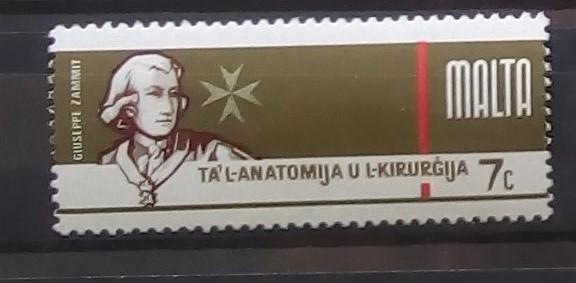 GIUSEPPE ZAMMIT
MALTA
TA' L-ANATOMIJA U L-KIRURĠIJA 7c